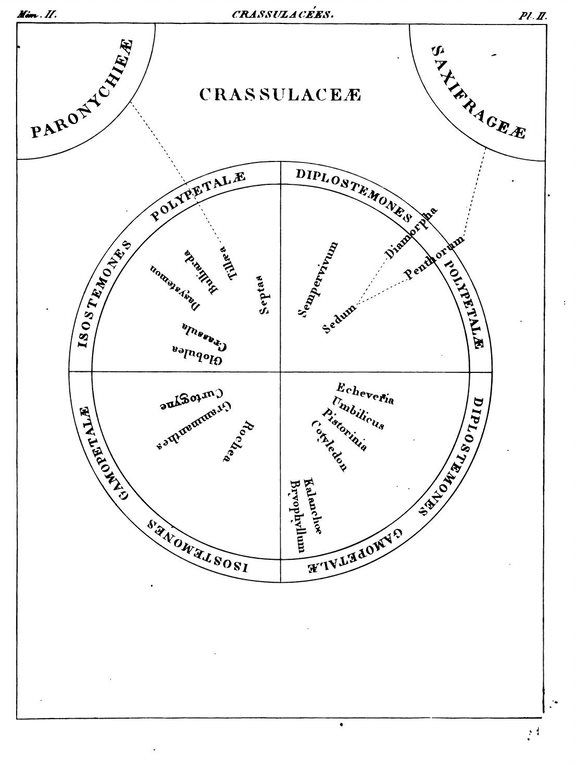 Mém. II.
CRASSULACÉES.
Pl. II.
PARONYCHIEÆ
CRASSULACEÆ
SAXIFRAGEÆ
ISOSTEMONES POLYPETALÆ
DIPLOSTEMONES POLYPETALÆ
Tillæa
Bulliarda
Dasystemon
Septas
Crassula
Globulea
Sempervivum
Diamorpha
Penthorum
Sedum
Curtogyne
Grammanthes
Rochea
Echeveria
Umbilicus
Pistorinia
Cotyledon
Kalanchoe
Bryophyllum
GAMOPETALÆ ISOSTEMONES
DIPLOSTEMONES GAMOPETALÆ